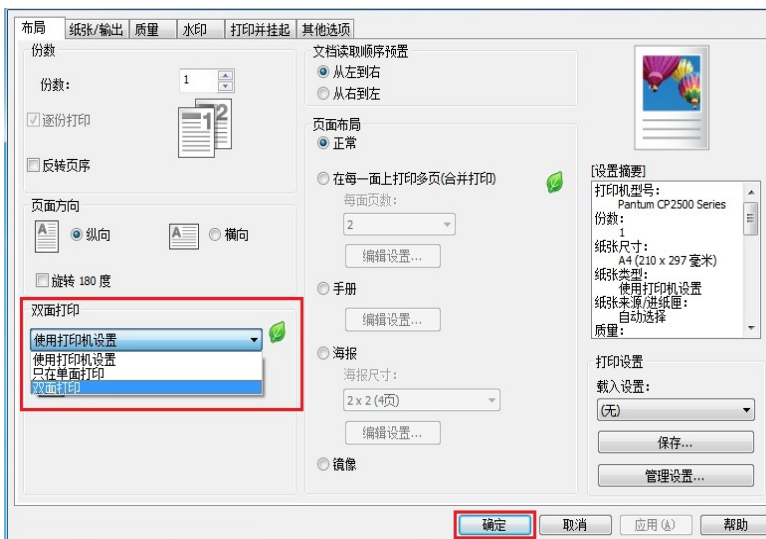 布局 纸张/输出 质量 水印 打印并挂起 其他选项
份数
份数:
1
逐份打印
反转页序
页面方向
纵向
横向
旋转 180 度
双面打印
使用打印机设置
使用打印机设置
只在单面打印
双面打印
文档读取顺序预置
从左到右
从右到左
页面布局
正常
在每一面上打印多页(合并打印)
每面页数:
2
编辑设置...
手册
编辑设置...
海报
海报尺寸:
2 x 2 (4页)
编辑设置...
镜像
[设置摘要]
打印机型号:
Pantum CP2500 Series
份数:
1
纸张尺寸:
A4 (210 x 297 毫米)
纸张类型:
使用打印机设置
纸张来源/进纸匣:
自动选择
质量:
打印设置
载入设置:
(无)
保存...
管理设置...
确定 取消 应用(A) 帮助